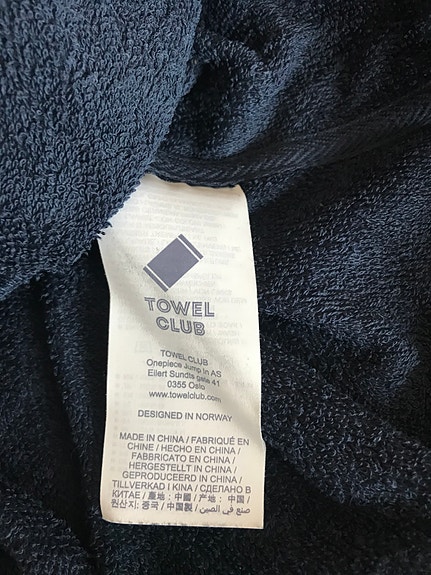 TOWEL
CLUB
TOWEL CLUB
Onepiece Jump In AS
Eilert Sundts gate 41
0355 Oslo
www.towelclub.com
DESIGNED IN NORWAY
MADE IN CHINA / FABRIQUÉ EN
CHINE / HECHO EN CHINA /
FABBRICATO EN CHINA /
HERGESTELLT IN CHINA /
GEPRODUCEERD IN CHINA /
TILLVERKAD I KINA / СДЕЛАНО В
КИТАЕ / 產地：中國 / 产地：中国 /
원산지: 중국 / 中国製 / صنع في الصين